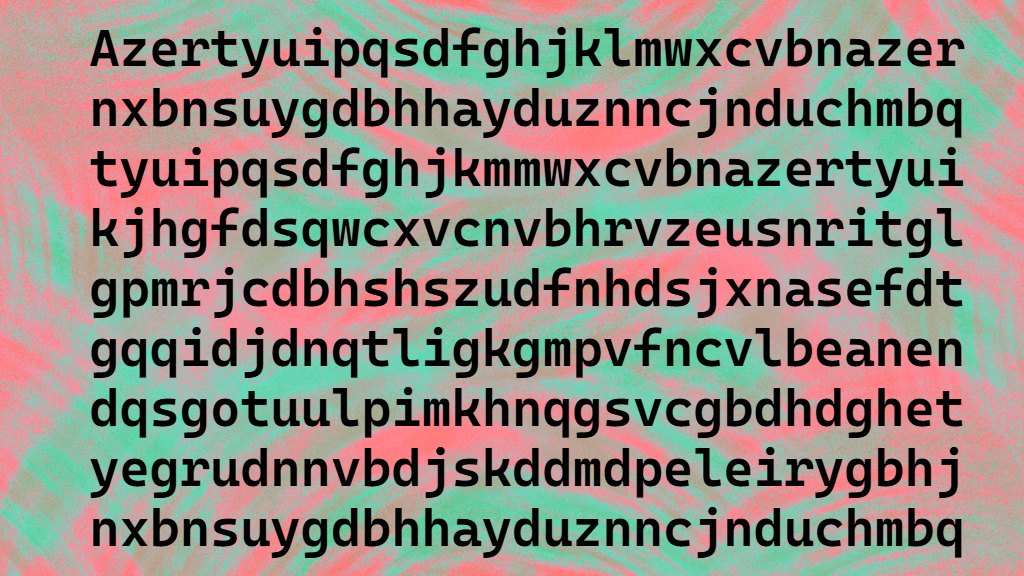 Azertyuipqsdfghjklmwxcvbnazer
nxbnsuygdbhhayduznncjnduchmbq
tyuipqsdfghjkmmwxcvbnazertyui
kjhgfdsqwcxvcnvbhrvzeusnritgl
gpmrjcdbhshszudfnhdsjxnasefdt
gqqidjdnqtligkgmpvfncvlbeanen
dqsgotuulpimkhnqgsvcgbdhdghet
yegrudnnvbdjskddmdpeleirygbhj
nxbnsuygdbhhayduznncjnduchmbq